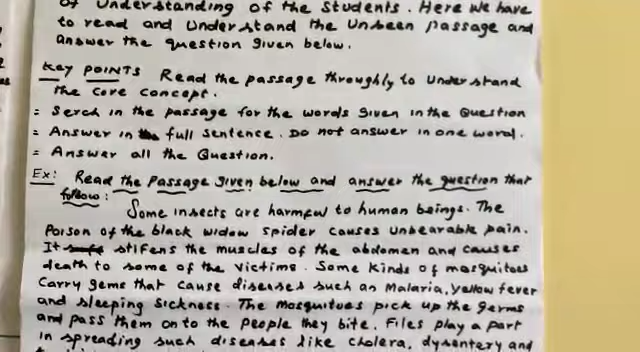 of understanding of the students. Here we have
to read and understand the unseen passage and
answer the question given below.
Key POINTS Read the passage throughly to understand
the core concept.
= Serch in the passage for the words given in the question
= Answer in full sentence. Do not answer in one word.
= Answer all the Question.
Ex: Read the Passage given below and answer the question that
follow:
Some insects are harmful to human beings. The
Poison of the black widow spider causes unbearable pain.
It stiffens the muscles of the abdomen and causes
death to some of the victims. Some kinds of mosquitoes
carry gems that cause diseases such as Malaria, yellow fever
and sleeping sickness. The mosquitoes pick up the germs
and pass them on to the people they bite. Files play a part
in spreading such diseases like cholera, dysentery and